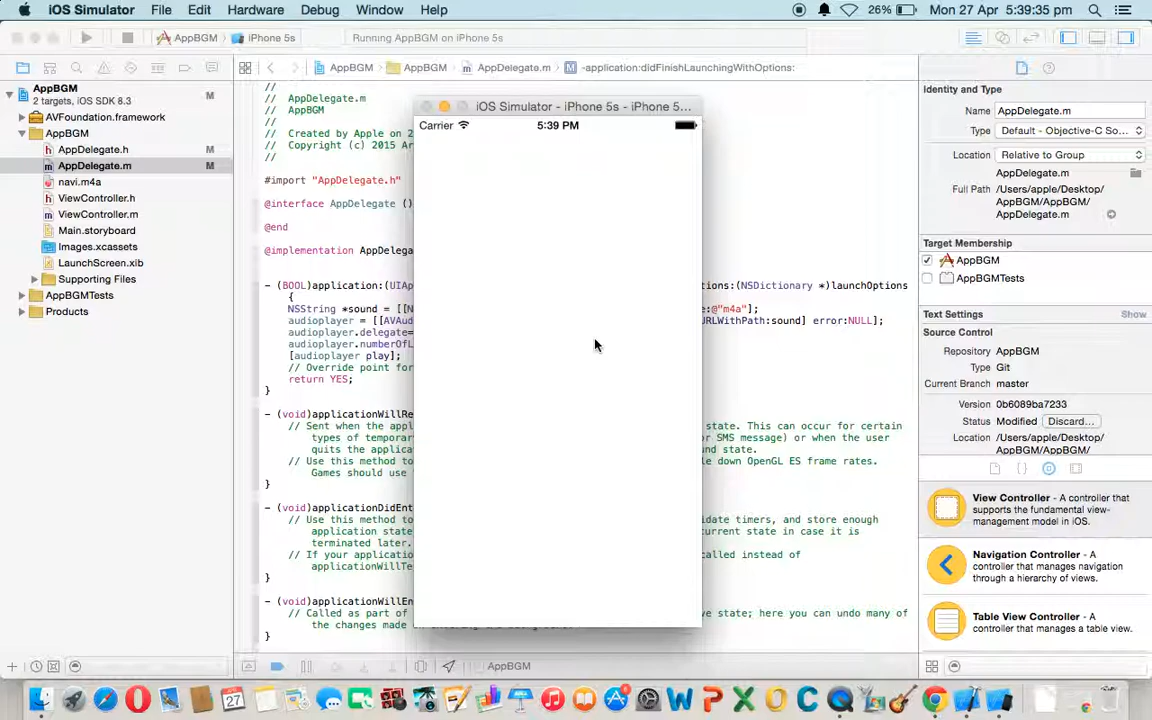 iOS Simulator File Edit Hardware Debug Window Help 26% Mon 27 Apr 5:39:35 pm
AppBGM iPhone 5s Running AppBGM on iPhone 5s
AppBGM AppBGM AppDelegate.m M -application:didFinishLaunchingWithOptions:
AppBGM M
2 targets, iOS SDK 8.3
AVFoundation.framework
AppBGM
AppDelegate.h M
AppDelegate.m M
navi.m4a
ViewController.h
ViewController.m
Main.storyboard
Images.xcassets
LaunchScreen.xib
Supporting Files
AppBGMTests
Products
//
// AppDelegate.m
// AppBGM
//
// Created by Apple on 2
// Copyright (c) 2015 Ar
//
#import "AppDelegate.h"
@interface AppDelegate ()
@end
@implementation AppDelega
- (BOOL)application:(UIAp
{
NSString *sound = [[N
audioplayer = [[AVAud
audioplayer.delegate=
audioplayer.numberOfL
[audioplayer play];
// Override point for
return YES;
}
- (void)applicationWillRe
// Sent when the appl
types of temporar
quits the applica
// Use this method to
Games should use
}
- (void)applicationDidEnt
// Use this method to
application state
terminated later.
// If your applicatio
applicationWillTe
}
- (void)applicationWillEn
// Called as part of
the changes made
}
iOS Simulator - iPhone 5s - iPhone 5...
Carrier 5:39 PM
ions:(NSDictionary *)launchOptions
e:@"m4a"];
URLWithPath:sound] error:NULL];
state. This can occur for certain
or SMS message) or when the user
und state.
le down OpenGL ES frame rates.
idate timers, and store enough
current state in case it is
called instead of
ve state; here you can undo many of
AppBGM
Identity and Type
Name AppDelegate.m
Type Default - Objective-C So...
Location Relative to Group
AppDelegate.m
Full Path /Users/apple/Desktop/
AppBGM/AppBGM/
AppDelegate.m
Target Membership
AppBGM
AppBGMTests
Text Settings Show
Source Control
Repository AppBGM
Type Git
Current Branch master
Version 0b6089ba7233
Status Modified Discard...
Location /Users/apple/Desktop/
AppBGM/AppBGM/
View Controller - A controller that
supports the fundamental view-
management model in iOS.
Navigation Controller - A
controller that manages navigation
through a hierarchy of views.
Table View Controller - A
controller that manages a table view.
27